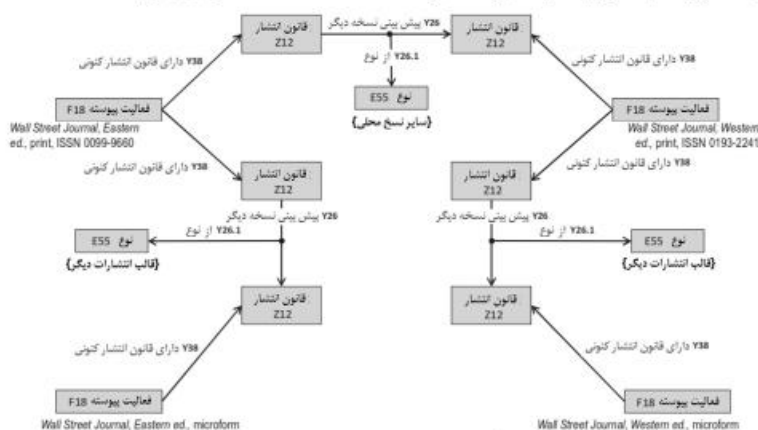 قانون انتشار
Z12
Y26 پیش بینی نسخه دیگر
قانون انتشار
Z12
Y38 دارای قانون انتشار کنونی
Y26.1 از نوع
Y38 دارای قانون انتشار کنونی
نوع E55
{سایر نسخ محلی}
فعالیت پیوسته F18
Wall Street Journal, Eastern
ed., print, ISSN 0099-9660
فعالیت پیوسته F18
Wall Street Journal, Western
ed., print, ISSN 0193-2241
Y38 دارای قانون انتشار کنونی
Y38 دارای قانون انتشار کنونی
قانون انتشار
Z12
قانون انتشار
Z12
Y26 پیش بینی نسخه دیگر
Y26 پیش بینی نسخه دیگر
نوع E55
Y26.1 از نوع
Y26.1 از نوع
نوع E55
{قالب انتشارات دیگر}
{قالب انتشارات دیگر}
قانون انتشار
Z12
قانون انتشار
Z12
Y38 دارای قانون انتشار کنونی
Y38 دارای قانون انتشار کنونی
فعالیت پیوسته F18
Wall Street Journal, Eastern ed., microform
فعالیت پیوسته F18
Wall Street Journal, Western ed., microform